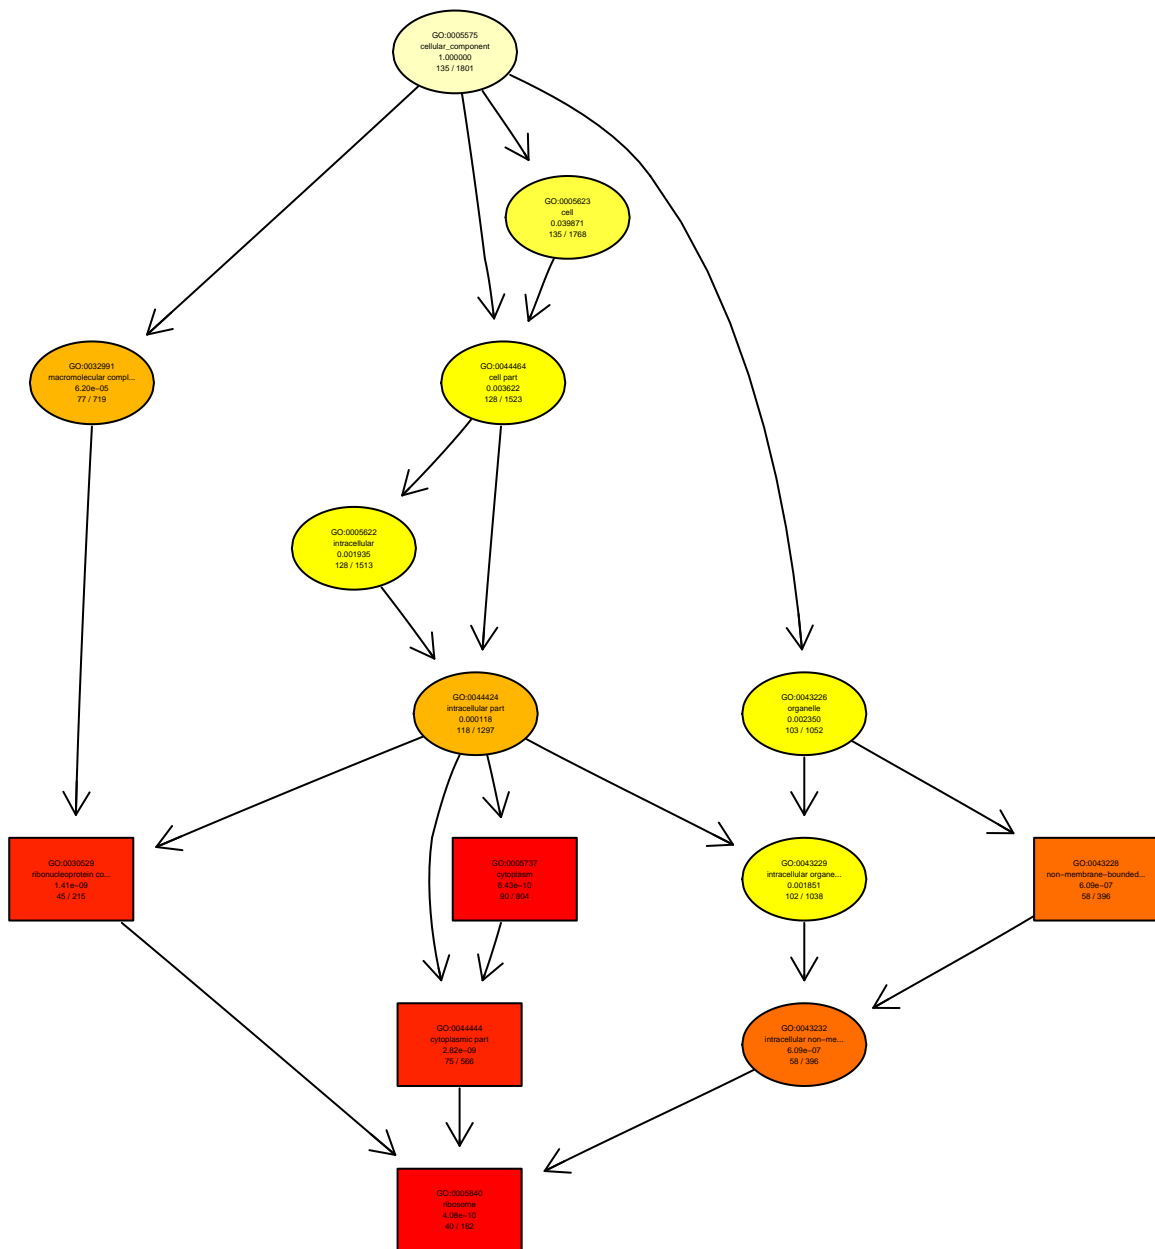 GO:0005575
cellular_component
1.000000
135 / 1801
GO:0005623
cell
0.039871
135 / 1768
GO:0032991
macromolecular compl...
6.20e−05
77 / 719
GO:0044464
cell part
0.003622
128 / 1523
GO:0005622
intracellular
0.001935
128 / 1513
GO:0044424
intracellular part
0.000118
118 / 1297
GO:0043226
organelle
0.002350
103 / 1052
GO:0030529
ribonucleoprotein co...
1.41e−09
45 / 215
GO:0005737
cytoplasm
6.43e−10
90 / 804
GO:0043229
intracellular organe...
0.001851
102 / 1038
GO:0043228
non−membrane−bounded...
6.09e−07
58 / 396
GO:0044444
cytoplasmic part
2.82e−09
75 / 566
GO:0043232
intracellular non−me...
6.09e−07
58 / 396
GO:0005840
ribosome
4.08e−10
40 / 182